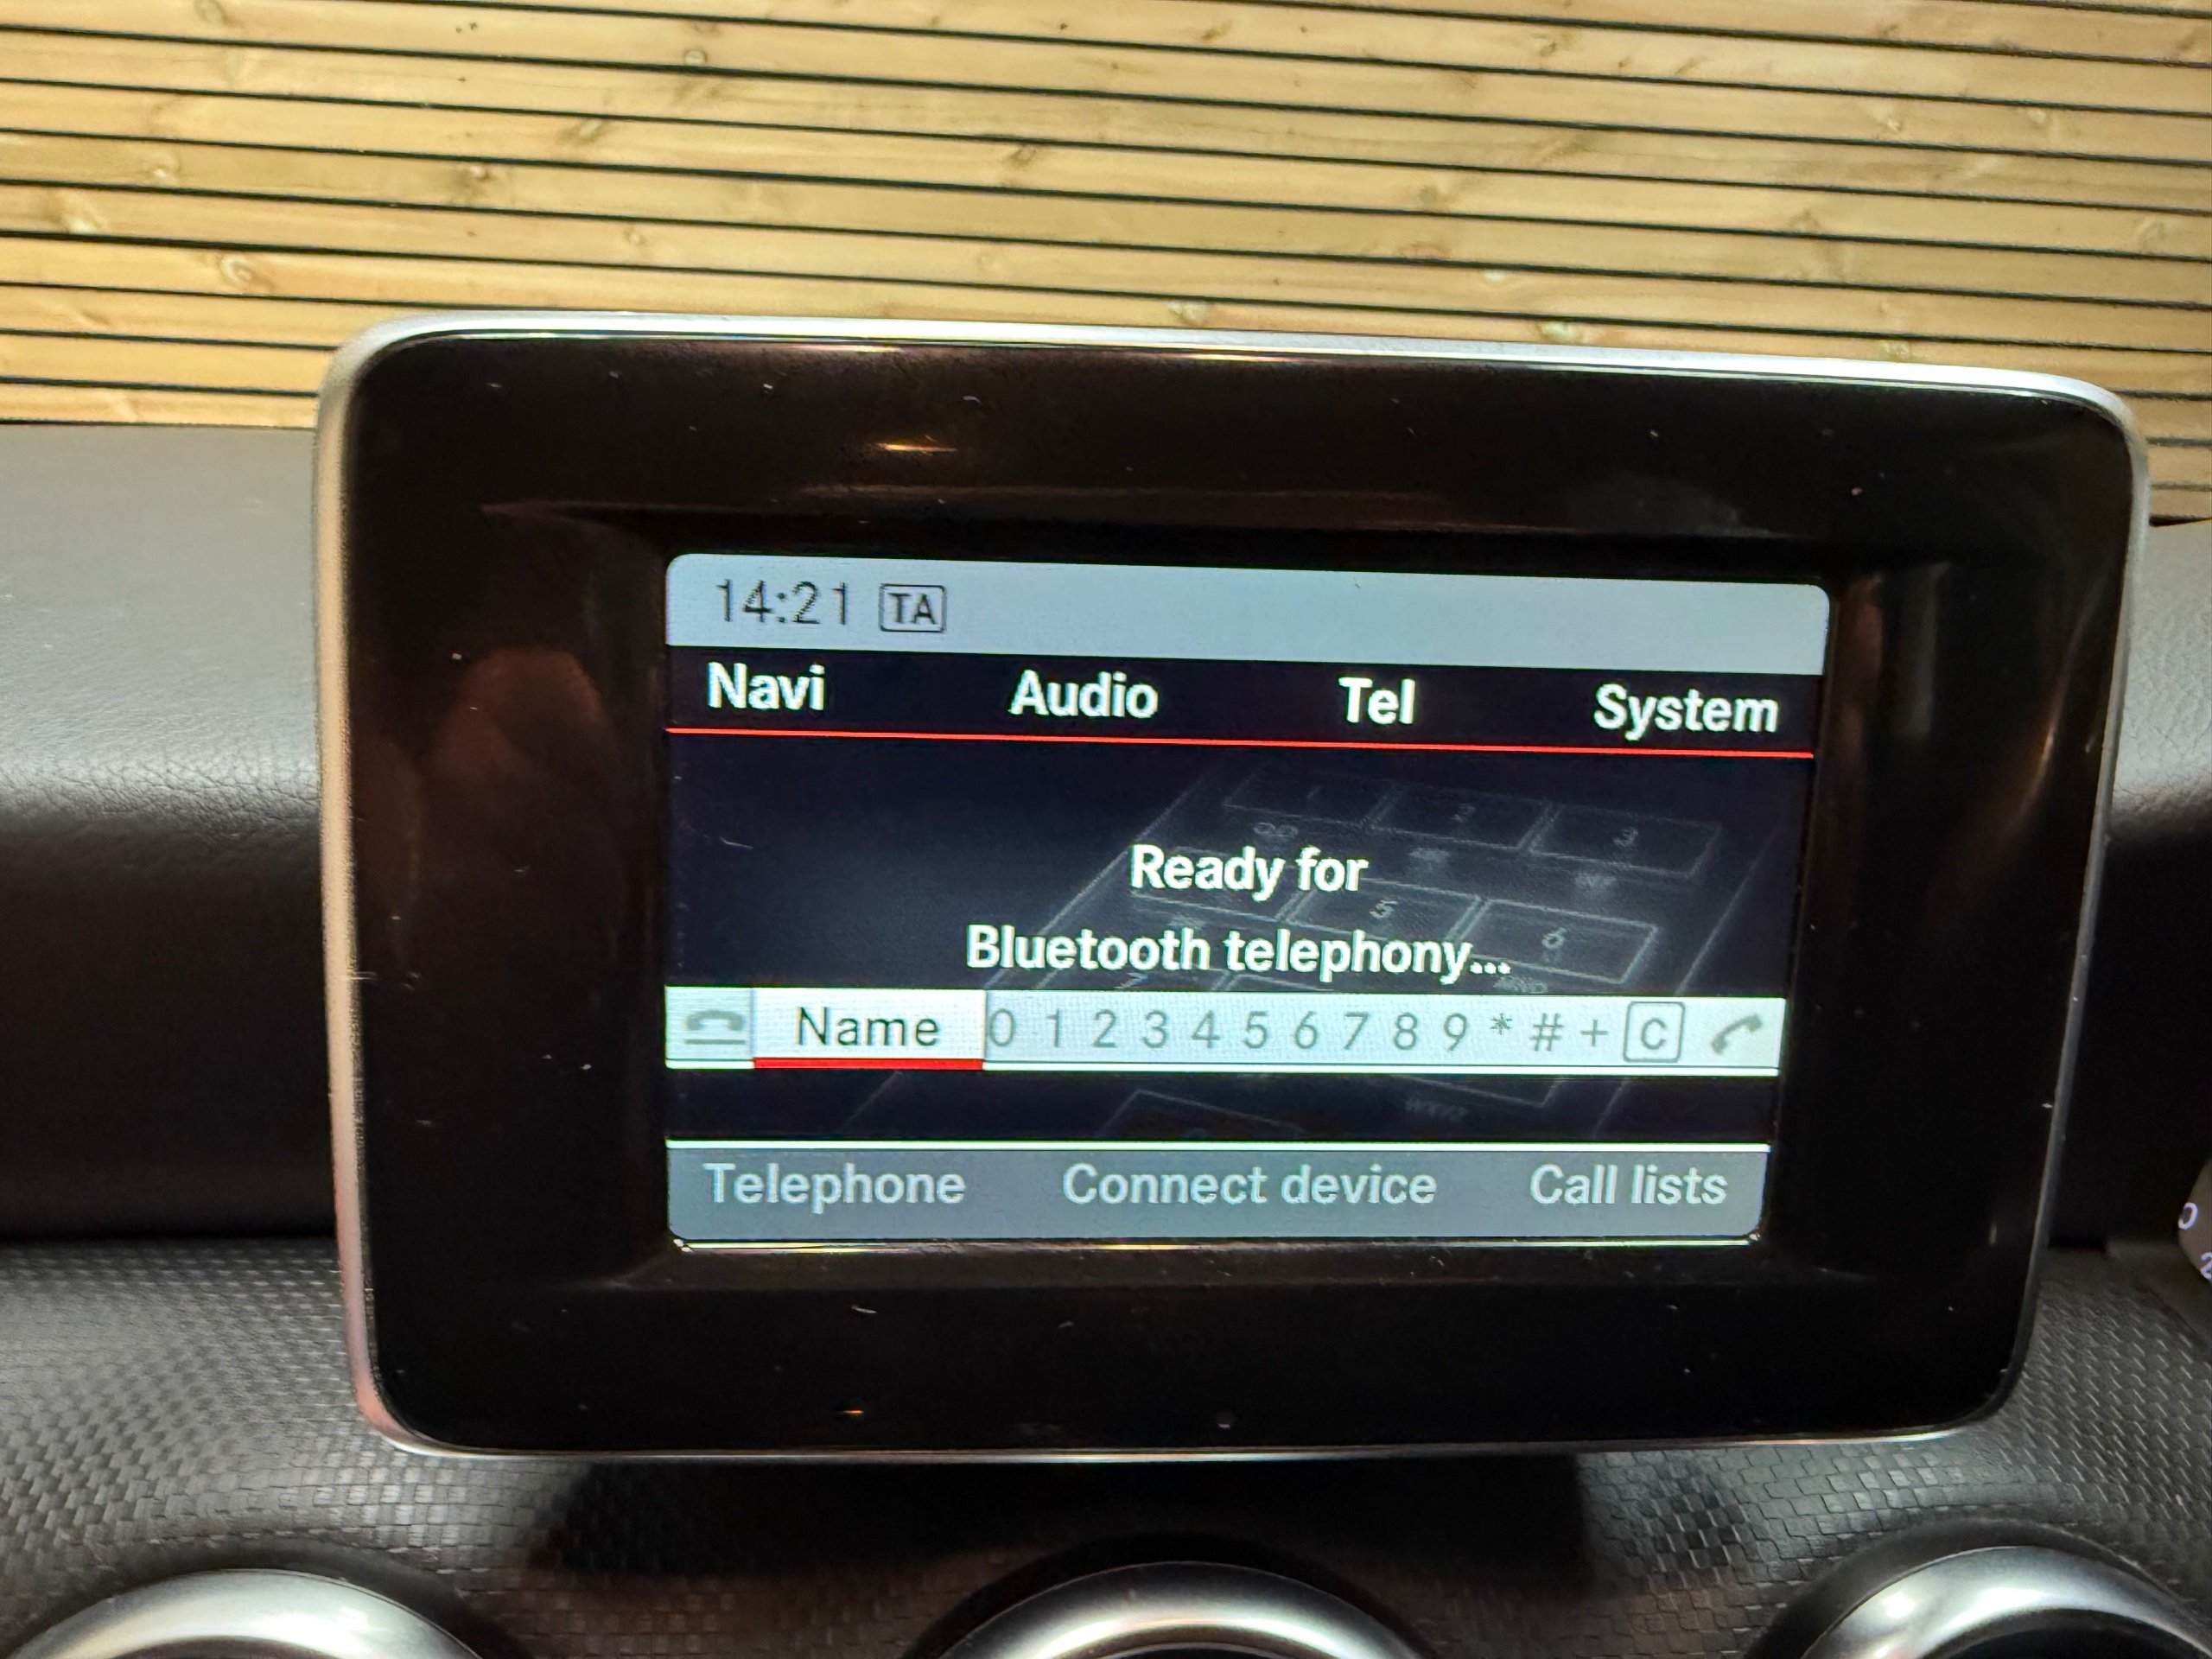 14:21 TA
Navi Audio Tel System
Ready for
Bluetooth telephony...
Name 0 1 2 3 4 5 6 7 8 9 * # + C
Telephone Connect device Call lists